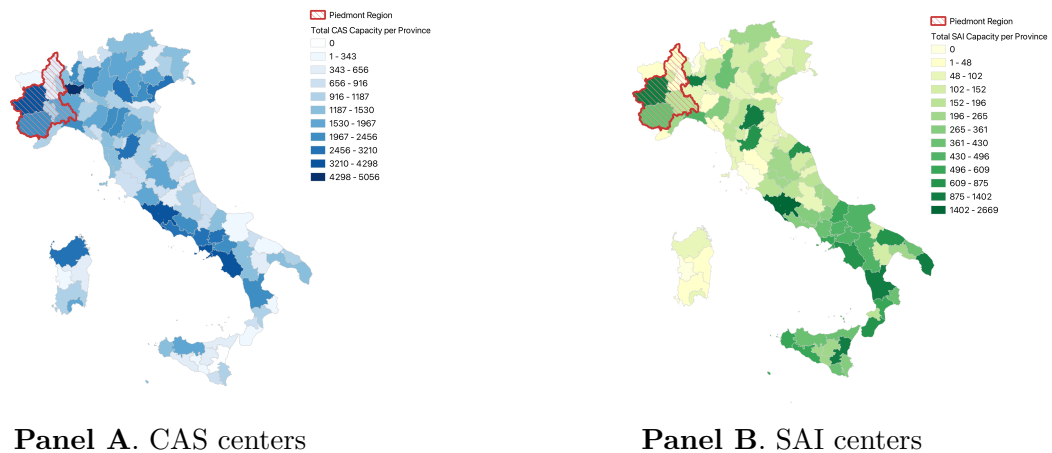 Piedmont Region
Total CAS Capacity per Province
0
1 - 343
343 - 656
656 - 916
916 - 1187
1187 - 1530
1530 - 1967
1967 - 2456
2456 - 3210
3210 - 4298
4298 - 5056
Piedmont Region
Total SAI Capacity per Province
0
1 - 48
48 - 102
102 - 152
152 - 196
196 - 265
265 - 361
361 - 430
430 - 496
496 - 609
609 - 875
875 - 1402
1402 - 2669
Panel A. CAS centers
Panel B. SAI centers